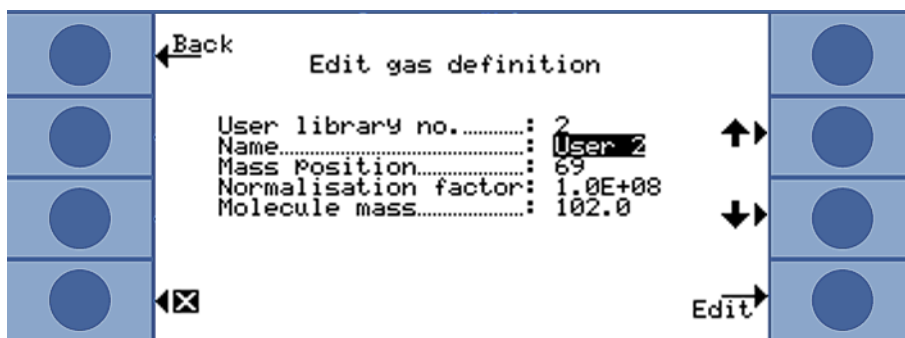 Back
Edit gas definition
User library no.............: 2
Name.............................: User 2
Mass Position................: 69
Normalisation factor: 1.0E+08
Molecule mass................: 102.0
Edit